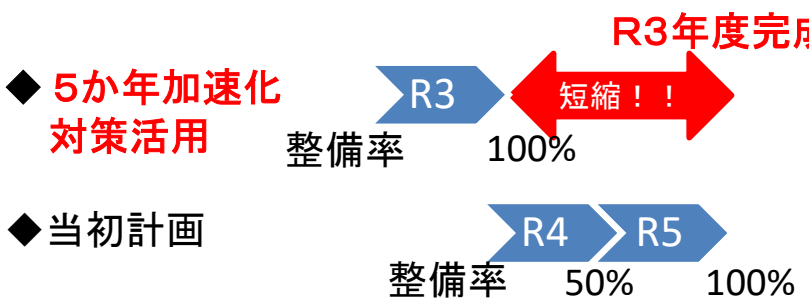 R3年度完成
◆ 5か年加速化
対策活用
R3
短縮！！
整備率 100%
◆当初計画
R4 R5
整備率 50% 100%